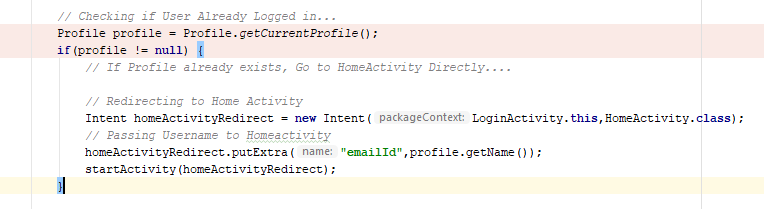 // Checking if User Already Logged in...
Profile profile = Profile.getCurrentProfile();
if(profile != null) {
// If Profile already exists, Go to HomeActivity Directly....
// Redirecting to Home Activity
Intent homeActivityRedirect = new Intent( packageContext: LoginActivity.this,HomeActivity.class);
// Passing Username to Homeactivity
homeActivityRedirect.putExtra( name: "emailId",profile.getName());
startActivity(homeActivityRedirect);
}